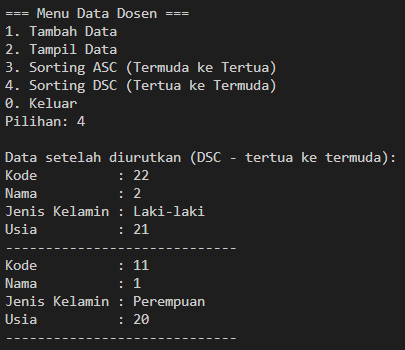 === Menu Data Dosen ===
1. Tambah Data
2. Tampil Data
3. Sorting ASC (Termuda ke Tertua)
4. Sorting DSC (Tertua ke Termuda)
0. Keluar
Pilihan: 4

Data setelah diurutkan (DSC - tertua ke termuda):
Kode          : 22
Nama          : 2
Jenis Kelamin : Laki-laki
Usia          : 21
-----------------------------
Kode          : 11
Nama          : 1
Jenis Kelamin : Perempuan
Usia          : 20
-----------------------------